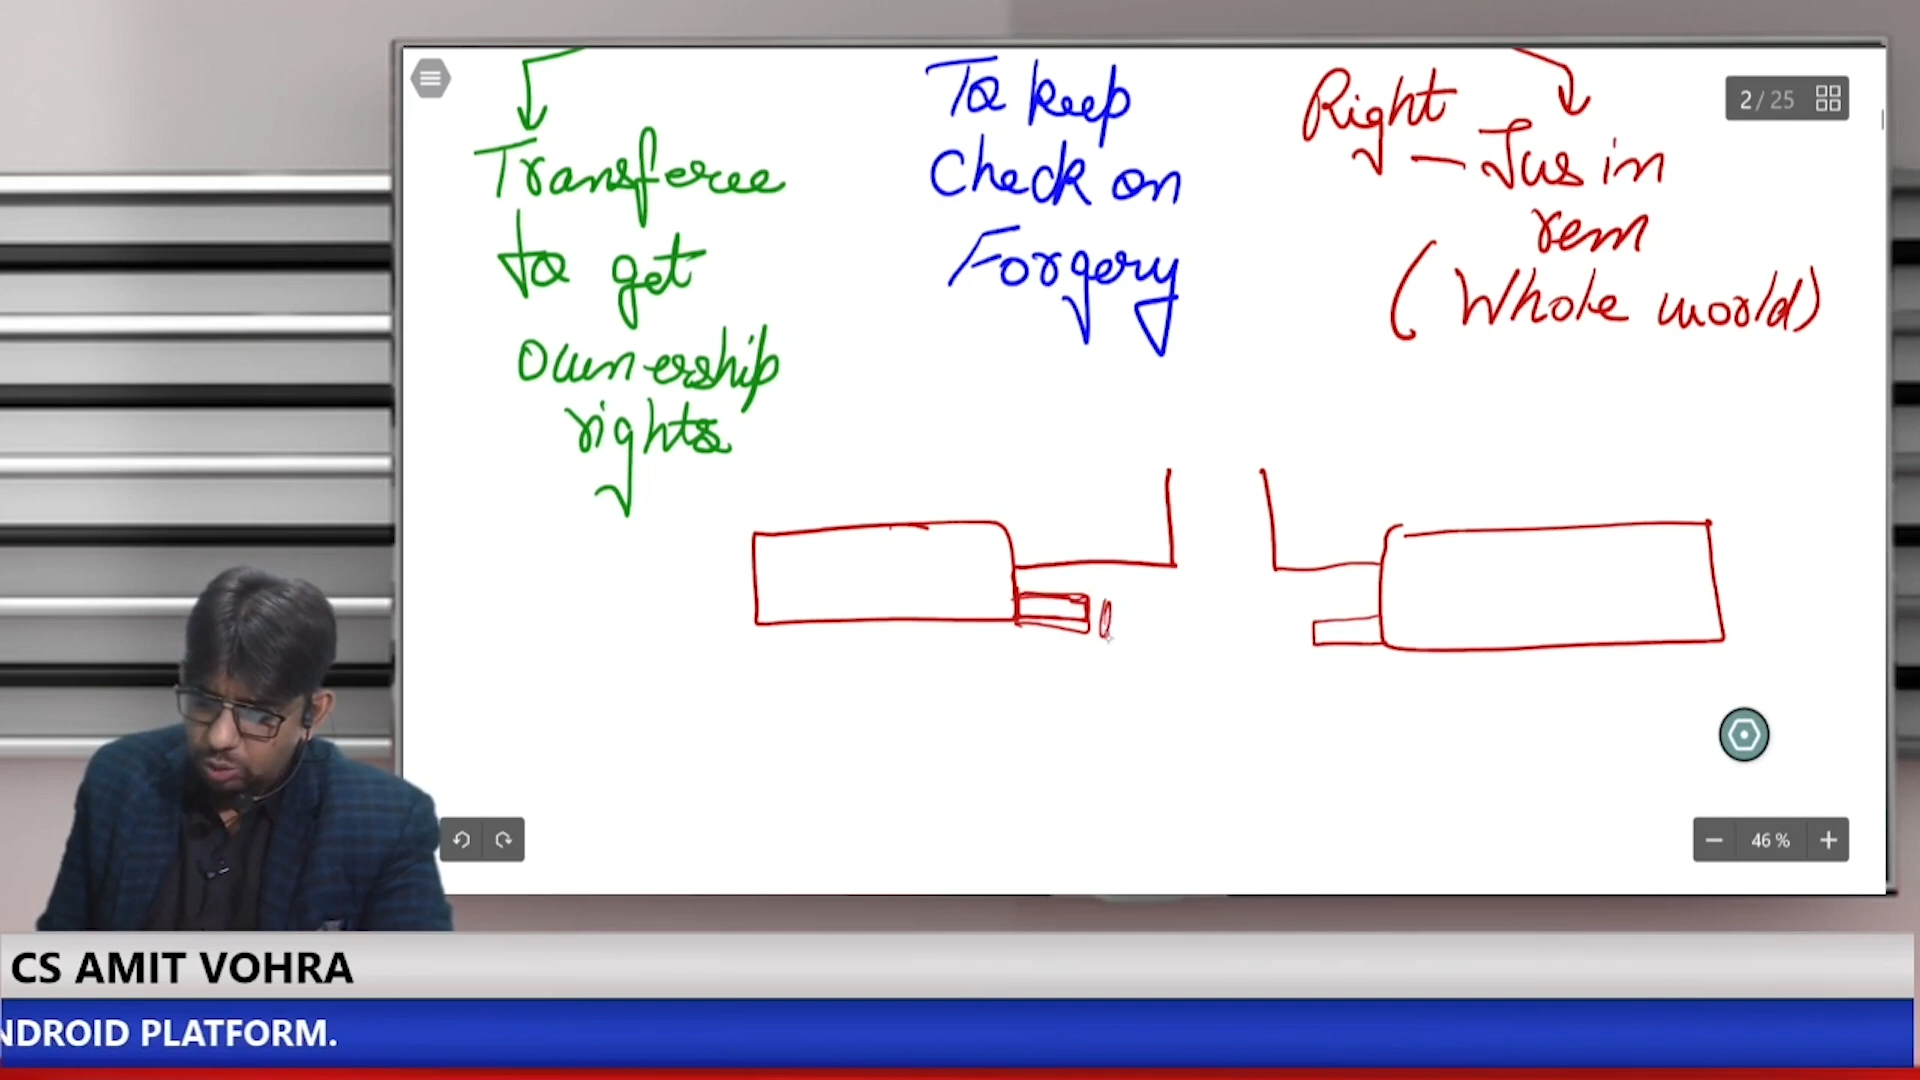 Transferee
to get
Ownership
rights
To keep
Check on
Forgery
Right - Jus in
rem
(Whole world)
2 / 25
46 %
CS AMIT VOHRA
NDROID PLATFORM.